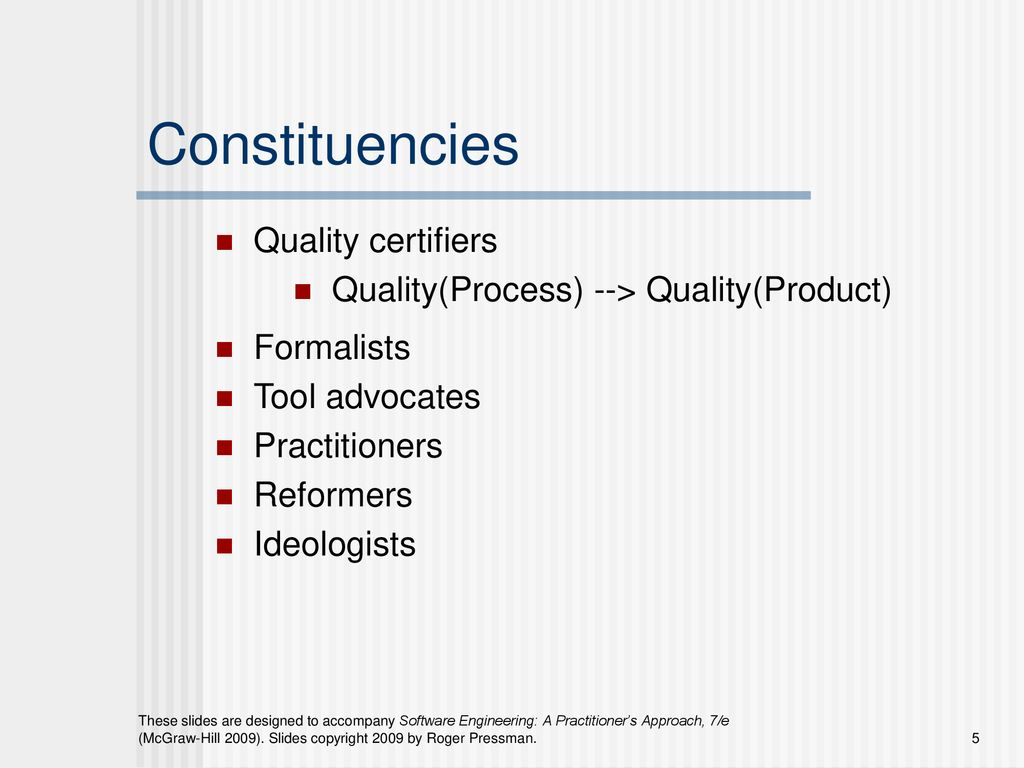 Constituencies
Quality certifiers
Quality(Process) --> Quality(Product)
Formalists
Tool advocates
Practitioners
Reformers
Ideologists
These slides are designed to accompany Software Engineering: A Practitioner’s Approach, 7/e
(McGraw-Hill 2009). Slides copyright 2009 by Roger Pressman.
5